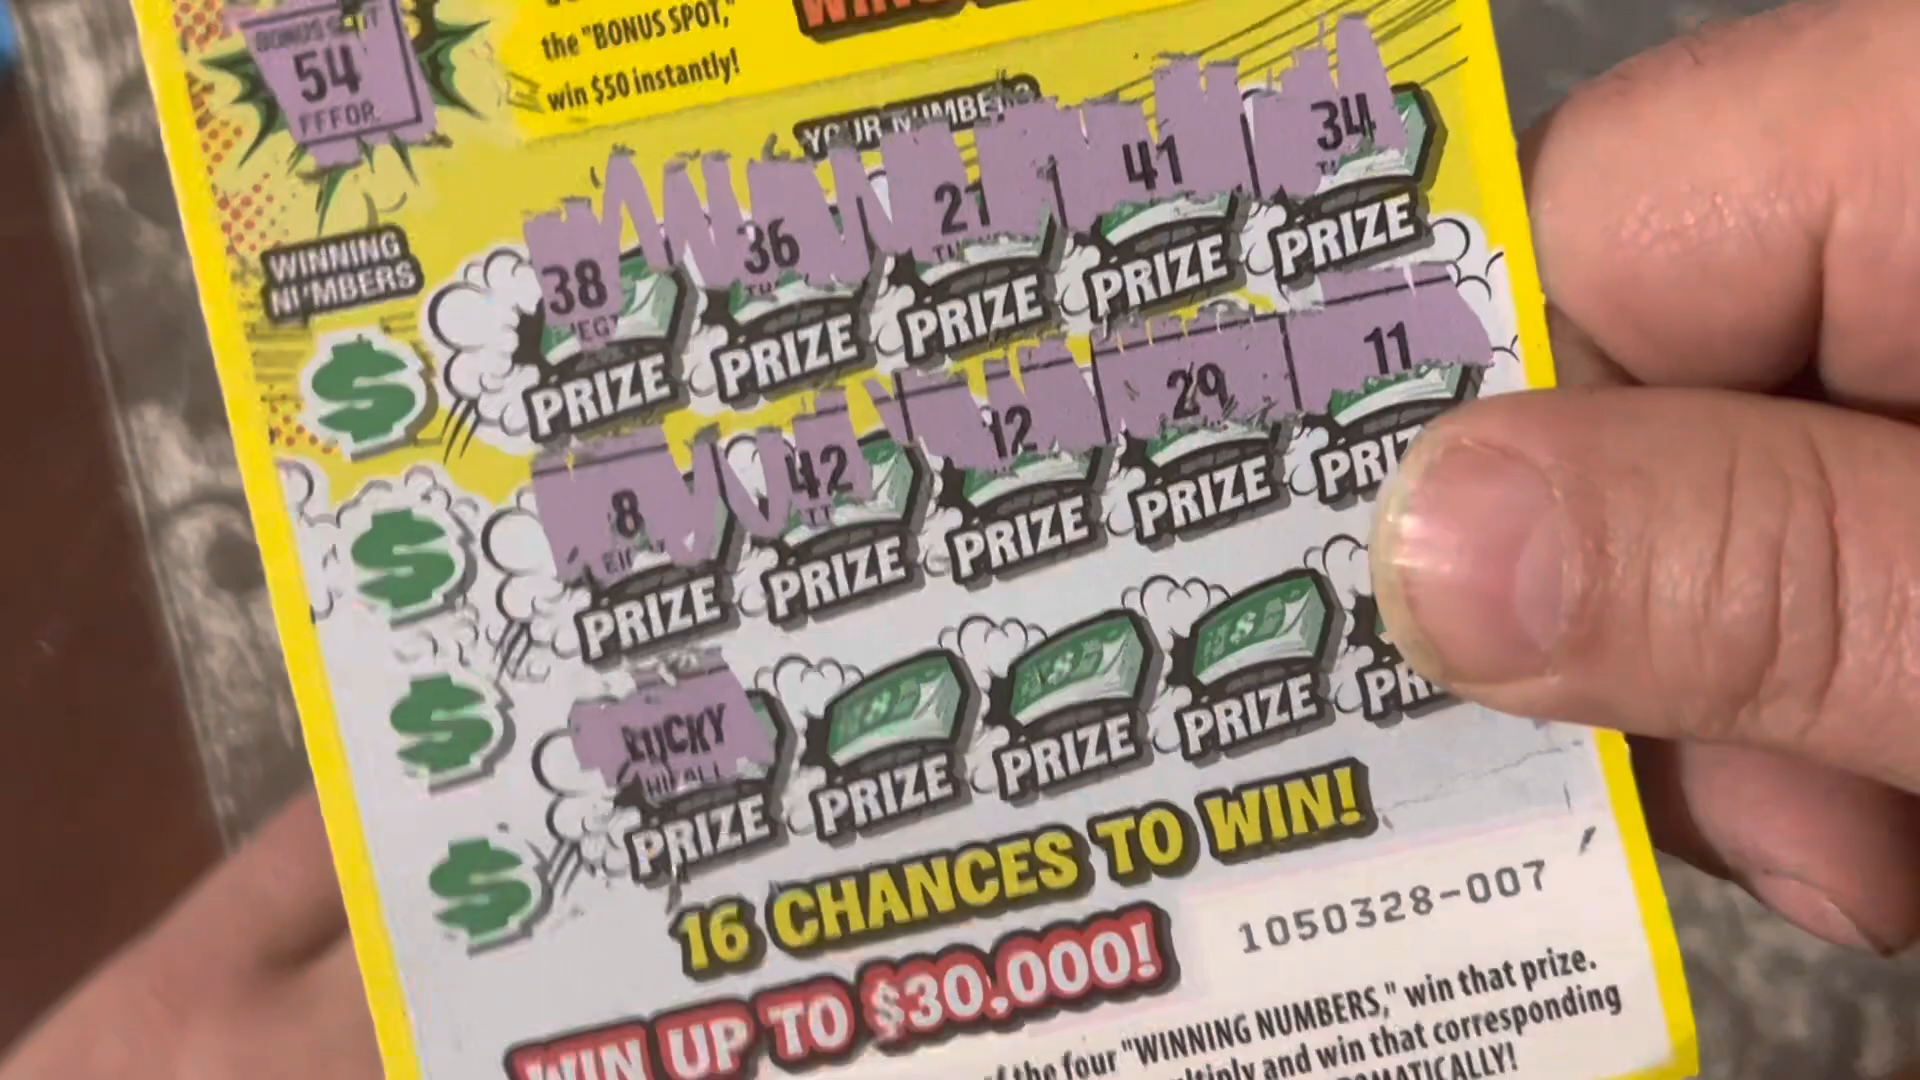 BONUS SPOT
54
FFFOR
the "BONUS SPOT,"
win $50 instantly!
YOUR NUMBERS
WINNING
NUMBERS
38 36 21 41 34
PRIZE PRIZE PRIZE PRIZE PRIZE
8 42 12 29 11
PRIZE PRIZE PRIZE PRIZE
LUCKY
PRIZE PRIZE PRIZE PRIZE
16 CHANCES TO WIN!
WIN UP TO $30,000!
1050328-007
the four "WINNING NUMBERS," win that prize.
and win that corresponding